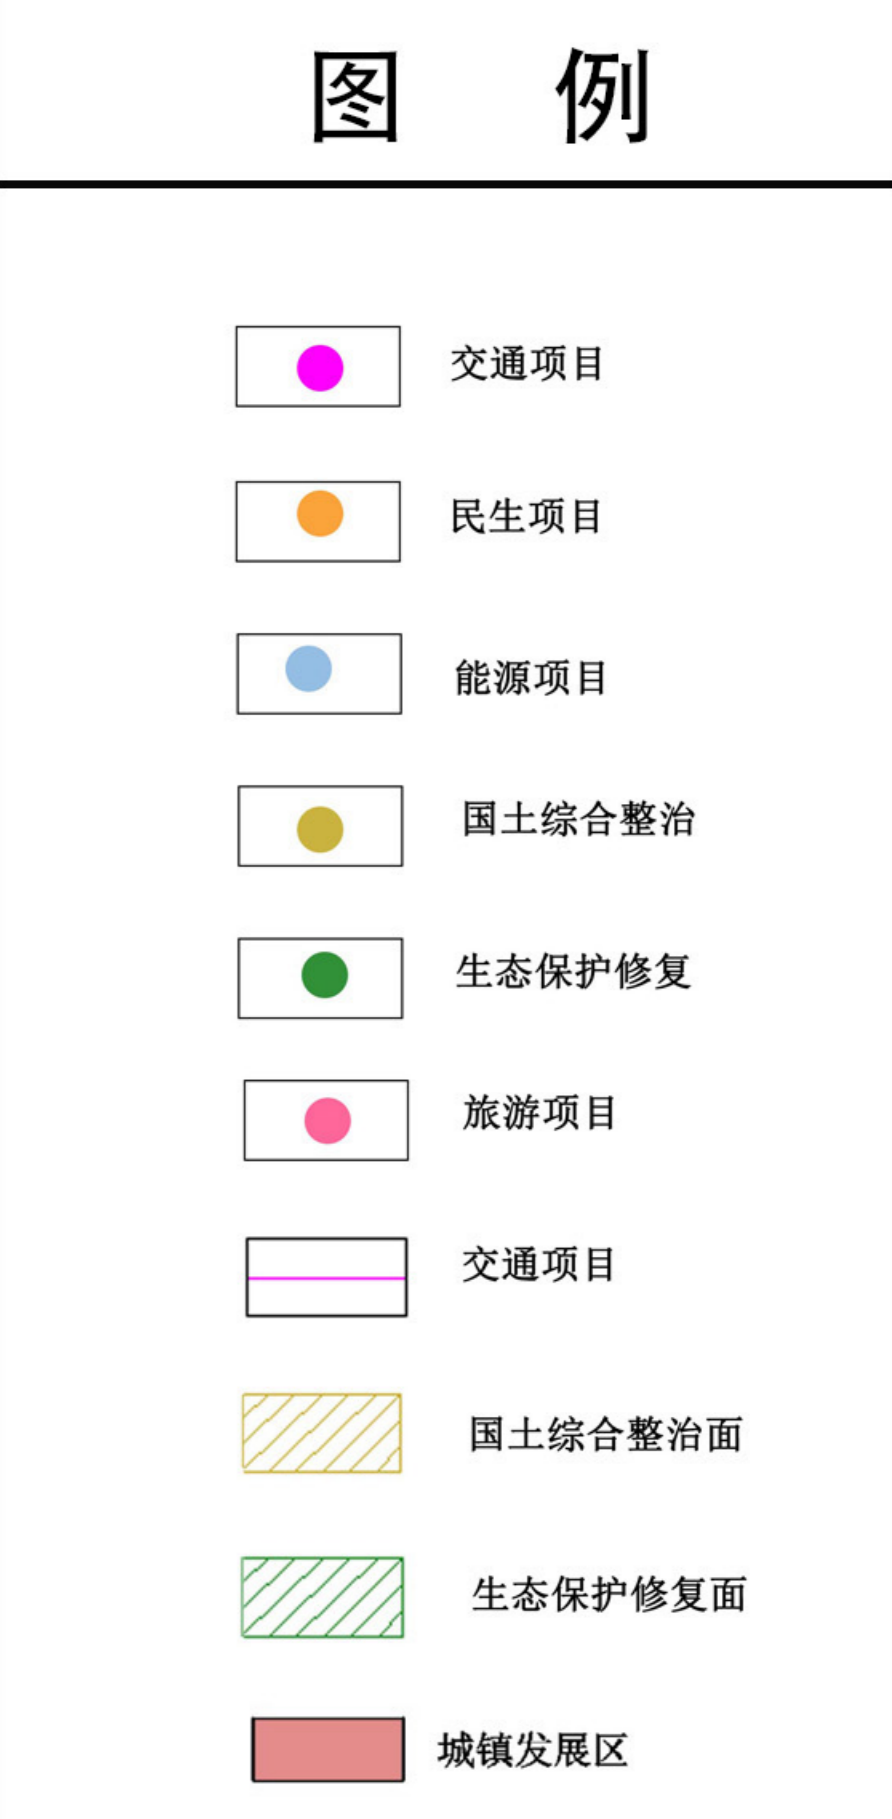 图 例
交通项目
民生项目
能源项目
国土综合整治
生态保护修复
旅游项目
交通项目
国土综合整治面
生态保护修复面
城镇发展区